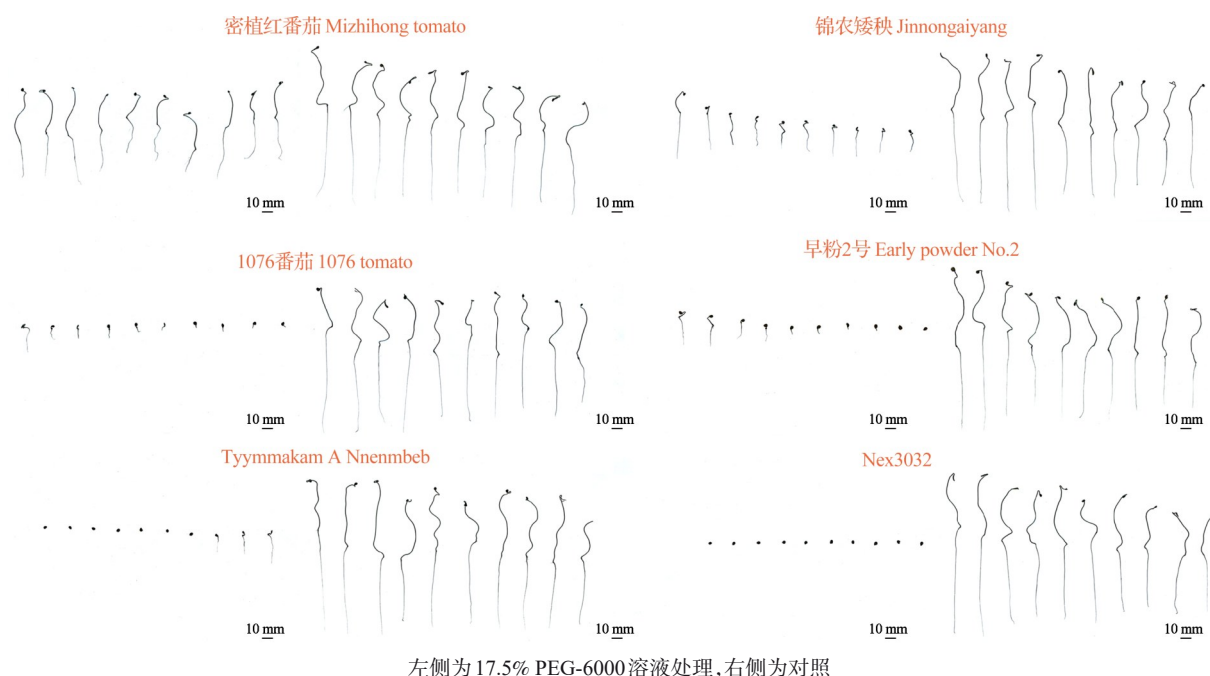 密植红番茄 Mizhihong tomato
锦农矮秧 Jinnongaiyang
10 mm
10 mm
10 mm
10 mm
1076番茄 1076 tomato
早粉2号 Early powder No.2
10 mm
10 mm
10 mm
10 mm
Tyymmakam A Nnenmbeb
Nex3032
10 mm
10 mm
10 mm
10 mm
左侧为17.5% PEG-6000溶液处理,右侧为对照